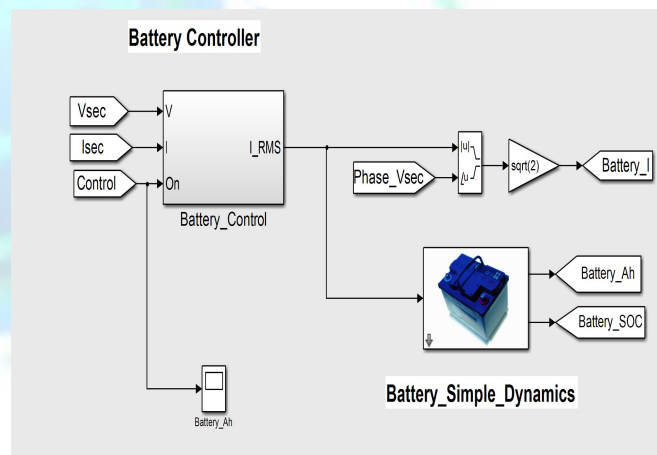 Battery Controller
Vsec
Isec
Control
V
I
On
I_RMS
Battery_Control
Phase_Vsec
|u|
∠u
sqrt(2)
Battery_I
Battery_Ah
Battery_SOC
Battery_Simple_Dynamics
Battery_Ah